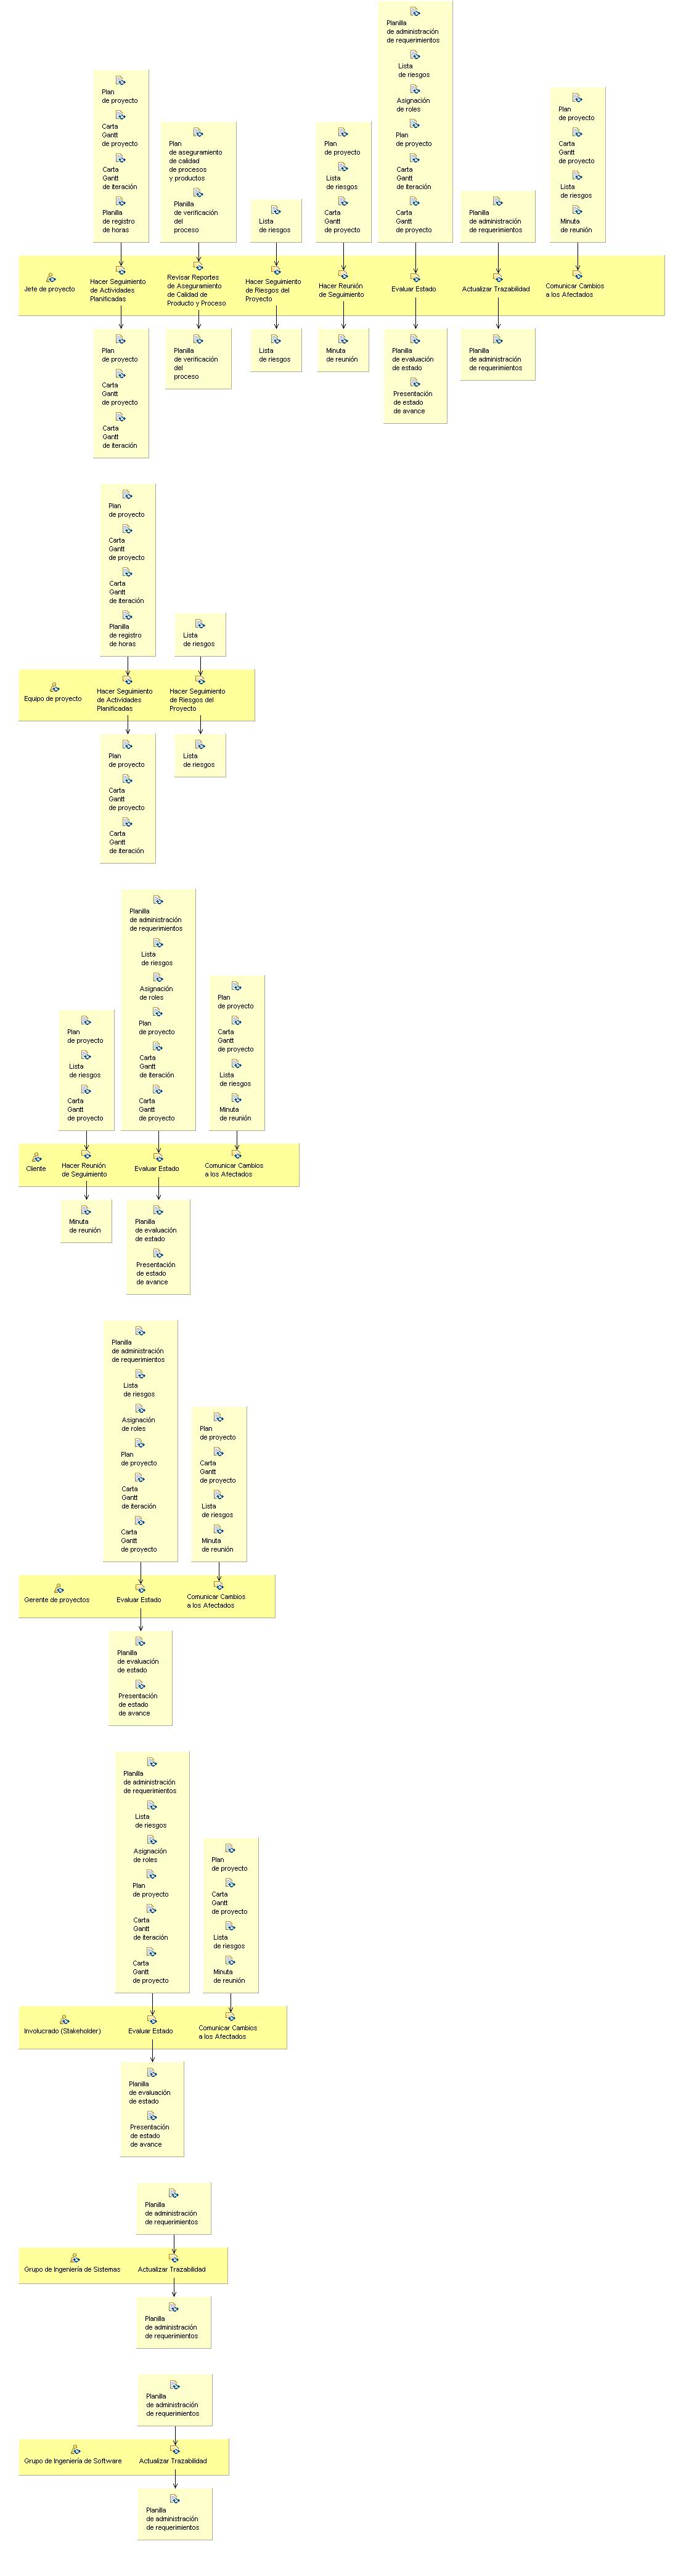 Plan
de proyecto
Carta
Gantt
de proyecto
Carta
Gantt
de iteración
Planilla
de registro
de horas
Plan
de aseguramiento
de calidad
de procesos
y productos
Planilla
de verificación
del
proceso
Lista
de riesgos
Plan
de proyecto
Lista
de riesgos
Carta
Gantt
de proyecto
Planilla
de administración
de requerimientos
Lista
de riesgos
Asignación
de roles
Plan
de proyecto
Carta
Gantt
de iteración
Carta
Gantt
de proyecto
Planilla
de administración
de requerimientos
Plan
de proyecto
Carta
Gantt
de proyecto
Lista
de riesgos
Minuta
de reunión
Jefe de proyecto
Hacer Seguimiento
de Actividades
Planificadas
Revisar Reportes
de Aseguramiento
de Calidad de
Producto y Proceso
Hacer Seguimiento
de Riesgos del
Proyecto
Hacer Reunión
de Seguimiento
Evaluar Estado
Actualizar Trazabilidad
Comunicar Cambios
a los Afectados
Plan
de proyecto
Carta
Gantt
de proyecto
Carta
Gantt
de iteración
Planilla
de verificación
del
proceso
Lista
de riesgos
Minuta
de reunión
Planilla
de evaluación
de estado
Presentación
de estado
de avance
Planilla
de administración
de requerimientos
Plan
de proyecto
Carta
Gantt
de proyecto
Carta
Gantt
de iteración
Planilla
de registro
de horas
Lista
de riesgos
Equipo de proyecto
Hacer Seguimiento
de Actividades
Planificadas
Hacer Seguimiento
de Riesgos del
Proyecto
Plan
de proyecto
Carta
Gantt
de proyecto
Carta
Gantt
de iteración
Lista
de riesgos
Plan
de proyecto
Lista
de riesgos
Carta
Gantt
de proyecto
Planilla
de administración
de requerimientos
Lista
de riesgos
Asignación
de roles
Plan
de proyecto
Carta
Gantt
de iteración
Carta
Gantt
de proyecto
Plan
de proyecto
Carta
Gantt
de proyecto
Lista
de riesgos
Minuta
de reunión
Cliente
Hacer Reunión
de Seguimiento
Evaluar Estado
Comunicar Cambios
a los Afectados
Minuta
de reunión
Planilla
de evaluación
de estado
Presentación
de estado
de avance
Planilla
de administración
de requerimientos
Lista
de riesgos
Asignación
de roles
Plan
de proyecto
Carta
Gantt
de iteración
Carta
Gantt
de proyecto
Plan
de proyecto
Carta
Gantt
de proyecto
Lista
de riesgos
Minuta
de reunión
Gerente de proyectos
Evaluar Estado
Comunicar Cambios
a los Afectados
Planilla
de evaluación
de estado
Presentación
de estado
de avance
Planilla
de administración
de requerimientos
Lista
de riesgos
Asignación
de roles
Plan
de proyecto
Carta
Gantt
de iteración
Carta
Gantt
de proyecto
Plan
de proyecto
Carta
Gantt
de proyecto
Lista
de riesgos
Minuta
de reunión
Involucrado (Stakeholder)
Evaluar Estado
Comunicar Cambios
a los Afectados
Planilla
de evaluación
de estado
Presentación
de estado
de avance
Planilla
de administración
de requerimientos
Grupo de Ingeniería de Sistemas
Actualizar Trazabilidad
Planilla
de administración
de requerimientos
Planilla
de administración
de requerimientos
Grupo de Ingeniería de Software
Actualizar Trazabilidad
Planilla
de administración
de requerimientos